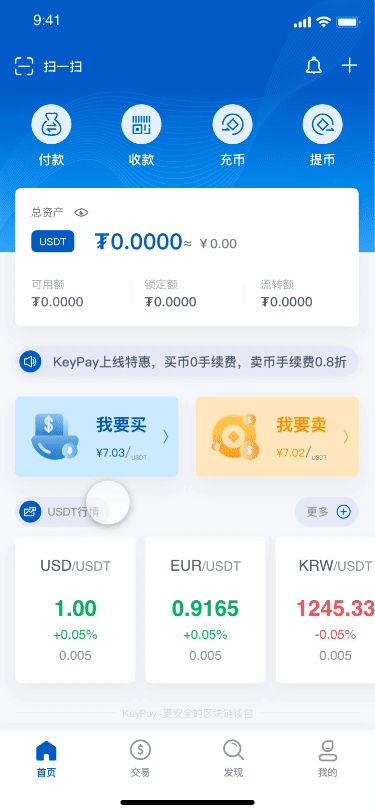 9:41
扫一扫
付款 收款 充币 提币
总资产
USDT ₮0.0000≈ ¥0.00
可用额 锁定额 流转额
₮0.0000 ₮0.0000 ₮0.0000
KeyPay上线特惠，买币0手续费，卖币手续费0.8折
我要买 我要卖
¥7.03/USDT ¥7.02/USDT
USDT行情 更多
USD/USDT EUR/USDT KRW/USDT
1.00 0.9165 1245.33
+0.05% +0.05% -0.05%
0.005 0.005 0.005
KeyPay-更安全的区块链钱包
首页 交易 发现 我的